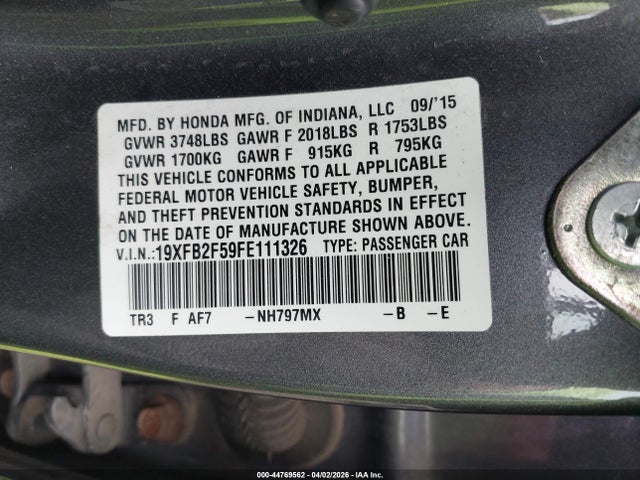 MFD. BY HONDA MFG. OF INDIANA, LLC 09/'15
GVWR 3748LBS GAWR F 2018LBS R 1753LBS
GVWR 1700KG GAWR F 915KG R 795KG
THIS VEHICLE CONFORMS TO ALL APPLICABLE
FEDERAL MOTOR VEHICLE SAFETY, BUMPER,
AND THEFT PREVENTION STANDARDS IN EFFECT
ON THE DATE OF MANUFACTURE SHOWN ABOVE.
V.I.N.:19XFB2F59FE111326 TYPE: PASSENGER CAR
TR3 F AF7 -NH797MX -B -E
000-44769562 04/02/2026 IAA Inc.